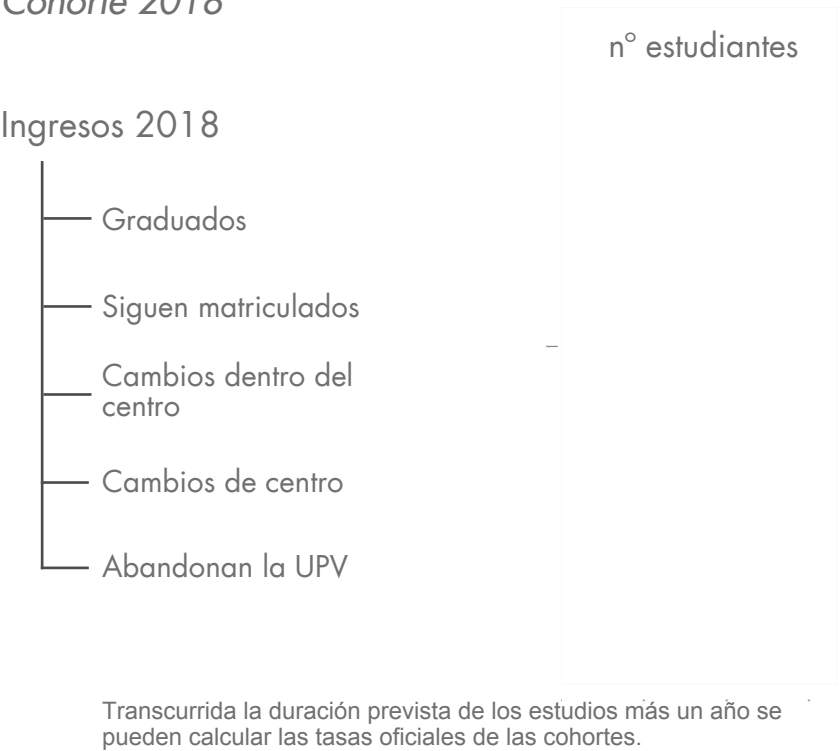 Cohorte 2018
nº estudiantes
Ingresos 2018
Graduados
Siguen matriculados
Cambios dentro del
centro
Cambios de centro
Abandonan la UPV
Transcurrida la duración prevista de los estudios más un año se
pueden calcular las tasas oficiales de las cohortes.